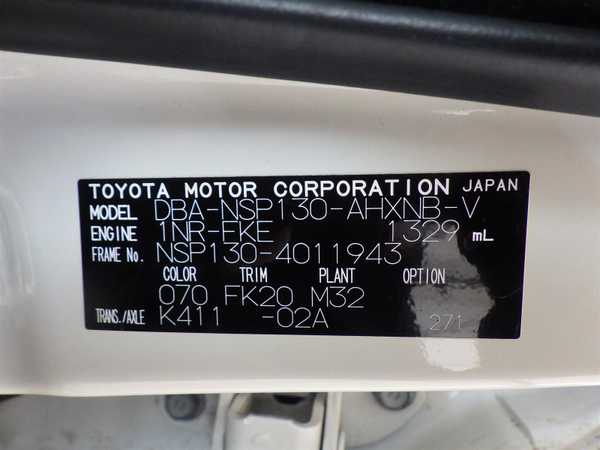 TOYOTA MOTOR CORPORATION JAPAN
MODEL DBA-NSP130-AHXNB-V
ENGINE 1NR-FKE 1329 mL
FRAME No. NSP130-4011943
COLOR TRIM PLANT OPTION
070 FK20 M32
TRANS./AXLE K411 -02A 271